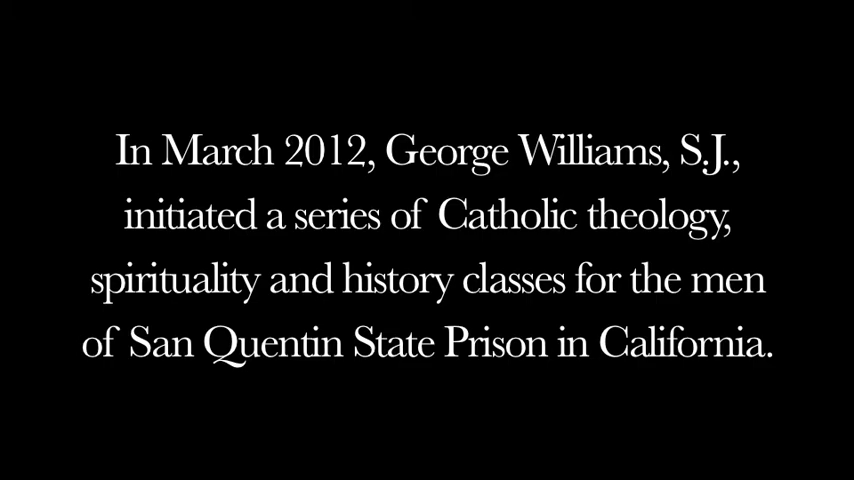 In March 2012, George Williams, S.J.,
initiated a series of Catholic theology,
spirituality and history classes for the men
of San Quentin State Prison in California.